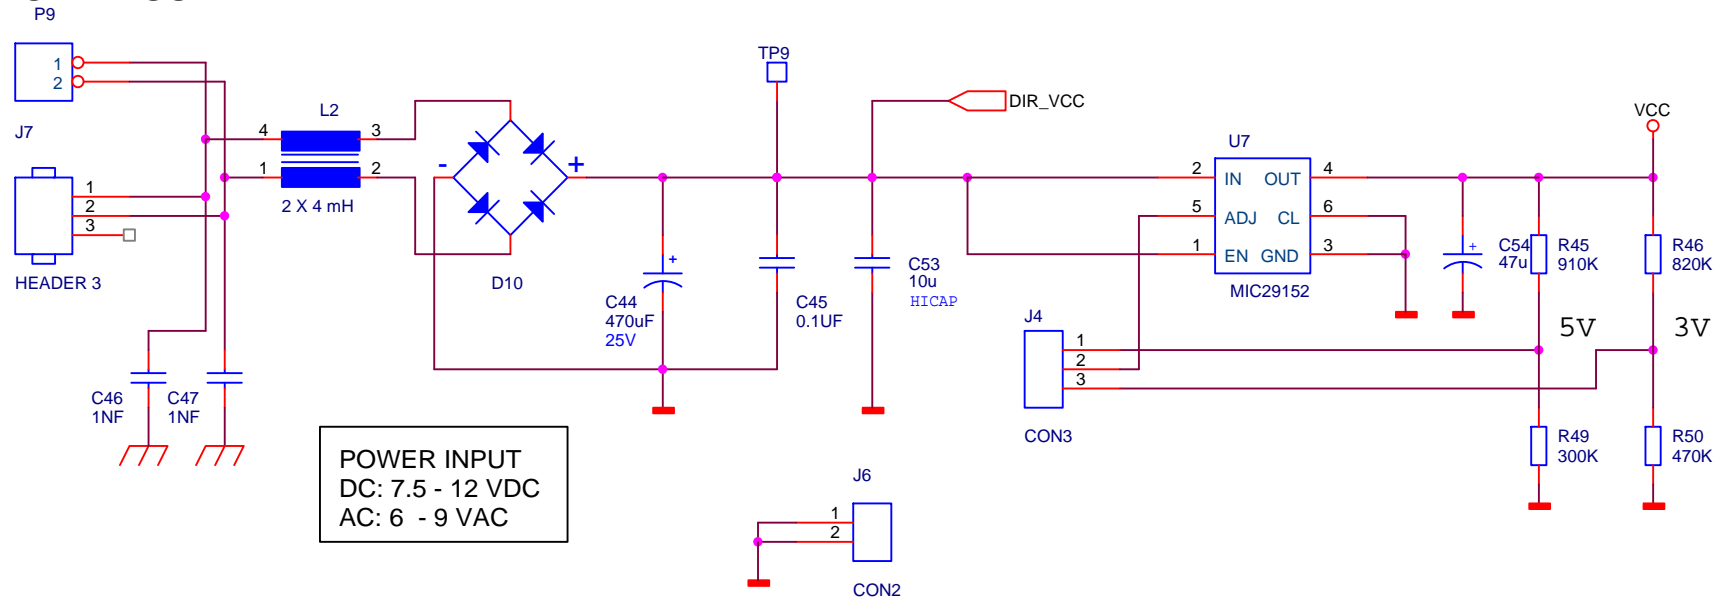 P9
1
2
J7
1
2
3
HEADER 3
L2
4
3
1
2
2 X 4 mH
-
+
D10
C46
1NF
C47
1NF
TP9
DIR_VCC
+
C44
470uF
25V
C45
0.1UF
C53
10u
HICAP
U7
2 IN OUT 4
5 ADJ CL 6
1 EN GND 3
MIC29152
VCC
+
C54
47u
R45
910K
R46
820K
5V
3V
J4
1
2
3
CON3
R49
300K
R50
470K
POWER INPUT
DC: 7.5 - 12 VDC
AC: 6 - 9 VAC
J6
1
2
CON2